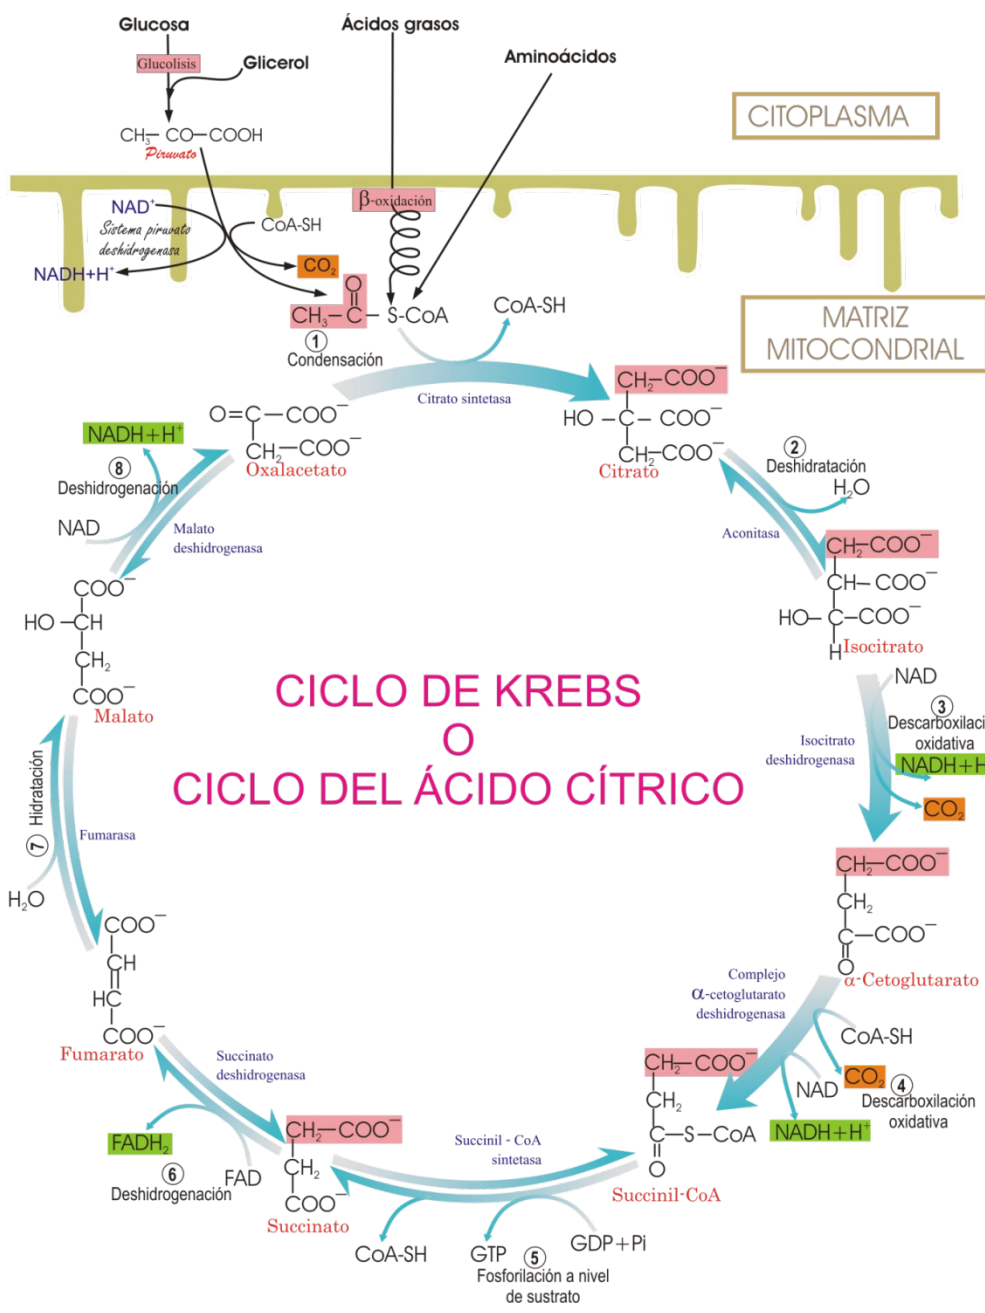 Glucosa
Ácidos grasos
Aminoácidos
Glucolisis
Glicerol
CITOPLASMA
CH₃—CO—COOH
Piruvato
β-oxidación
NAD⁺
CoA-SH
Sistema piruvato
deshidrogenasa
NADH+H⁺
CO₂
O
CH₃—C—S-CoA
CoA-SH
MATRIZ
MITOCONDRIAL
1
Condensación
Citrato sintetasa
CH₂—COO⁻
HO—C—COO⁻
CH₂—COO⁻
Citrato
O=C—COO⁻
CH₂—COO⁻
Oxalacetato
NADH+H⁺
8
Deshidrogenación
NAD
Malato
deshidrogenasa
2
Deshidratación
H₂O
Aconitasa
CH₂—COO⁻
CH—COO⁻
HO—C—COO⁻
H
Isocitrato
COO⁻
HO—CH
CH₂
COO⁻
Malato
CICLO DE KREBS
O
CICLO DEL ÁCIDO CÍTRICO
NAD
3
Descarboxilaci
oxidativa
Isocitrato
deshidrogenasa
NADH+H
CO₂
7
Hidratación
Fumarasa
H₂O
CH₂—COO⁻
CH₂
C—COO⁻
O
α-Cetoglutarato
COO⁻
CH
HC
COO⁻
Fumarato
Complejo
α-cetoglutarato
deshidrogenasa
CoA-SH
CO₂
4
NAD
Descarboxilación
oxidativa
NADH+H⁺
Succinato
deshidrogenasa
FADH₂
6
FAD
Deshidrogenación
CH₂—COO⁻
CH₂
COO⁻
Succinato
Succinil - CoA
sintetasa
CH₂—COO⁻
CH₂
C—S—CoA
O
Succinil-CoA
CoA-SH
GTP
5
GDP+Pi
Fosforilación a nivel
de sustrato